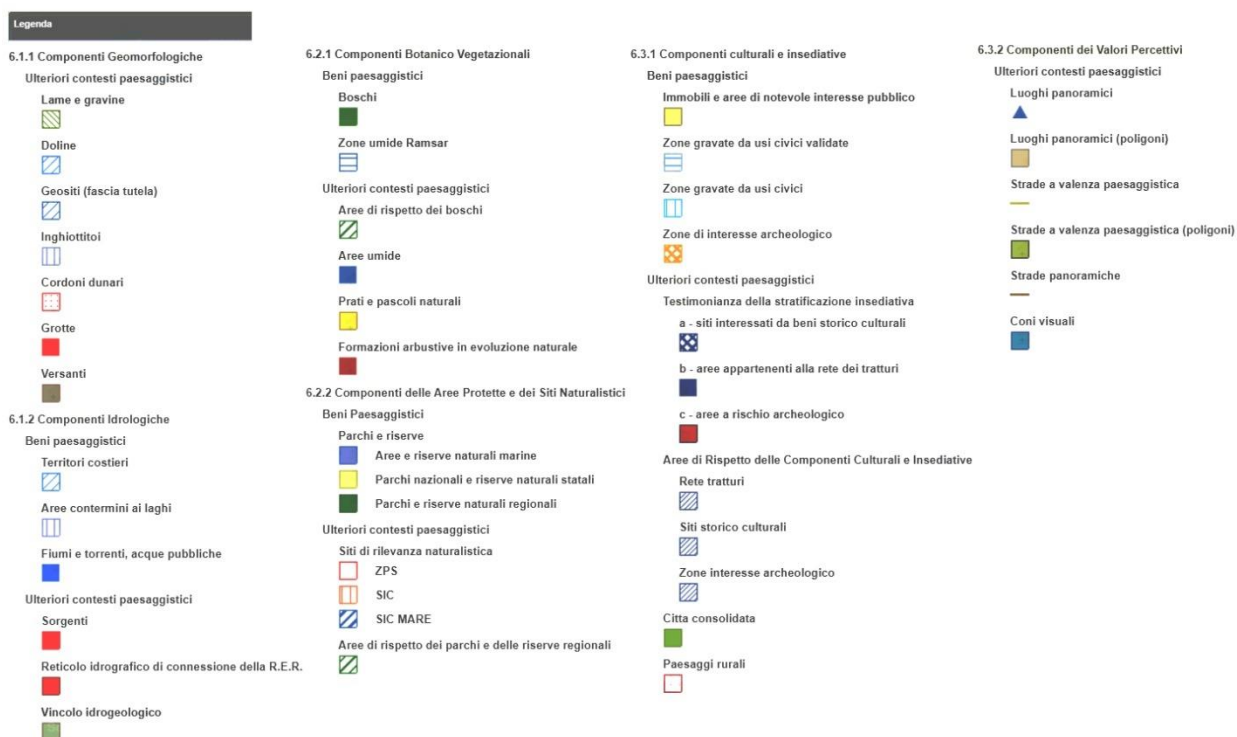 Legenda
6.1.1 Componenti Geomorfologiche
Ulteriori contesti paesaggistici
Lame e gravine
Doline
Geositi (fascia tutela)
Inghiottitoi
Cordoni dunari
Grotte
Versanti
6.1.2 Componenti Idrologiche
Beni paesaggistici
Territori costieri
Aree contermini ai laghi
Fiumi e torrenti, acque pubbliche
Ulteriori contesti paesaggistici
Sorgenti
Reticolo idrografico di connessione della R.E.R.
Vincolo idrogeologico
6.2.1 Componenti Botanico Vegetazionali
Beni paesaggistici
Boschi
Zone umide Ramsar
Ulteriori contesti paesaggistici
Aree di rispetto dei boschi
Aree umide
Prati e pascoli naturali
Formazioni arbustive in evoluzione naturale
6.2.2 Componenti delle Aree Protette e dei Siti Naturalistici
Beni Paesaggistici
Parchi e riserve
Aree e riserve naturali marine
Parchi nazionali e riserve naturali statali
Parchi e riserve naturali regionali
Ulteriori contesti paesaggistici
Siti di rilevanza naturalistica
ZPS
SIC
SIC MARE
Aree di rispetto dei parchi e delle riserve regionali
6.3.1 Componenti culturali e insediative
Beni paesaggistici
Immobili e aree di notevole interesse pubblico
Zone gravate da usi civici validate
Zone gravate da usi civici
Zone di interesse archeologico
Ulteriori contesti paesaggistici
Testimonianza della stratificazione insediativa
a - siti interessati da beni storico culturali
b - aree appartenenti alla rete dei tratturi
c - aree a rischio archeologico
Aree di Rispetto delle Componenti Culturali e Insediative
Rete tratturi
Siti storico culturali
Zone interesse archeologico
Citta consolidata
Paesaggi rurali
6.3.2 Componenti dei Valori Percettivi
Ulteriori contesti paesaggistici
Luoghi panoramici
Luoghi panoramici (poligoni)
Strade a valenza paesaggistica
Strade a valenza paesaggistica (poligoni)
Strade panoramiche
Coni visuali